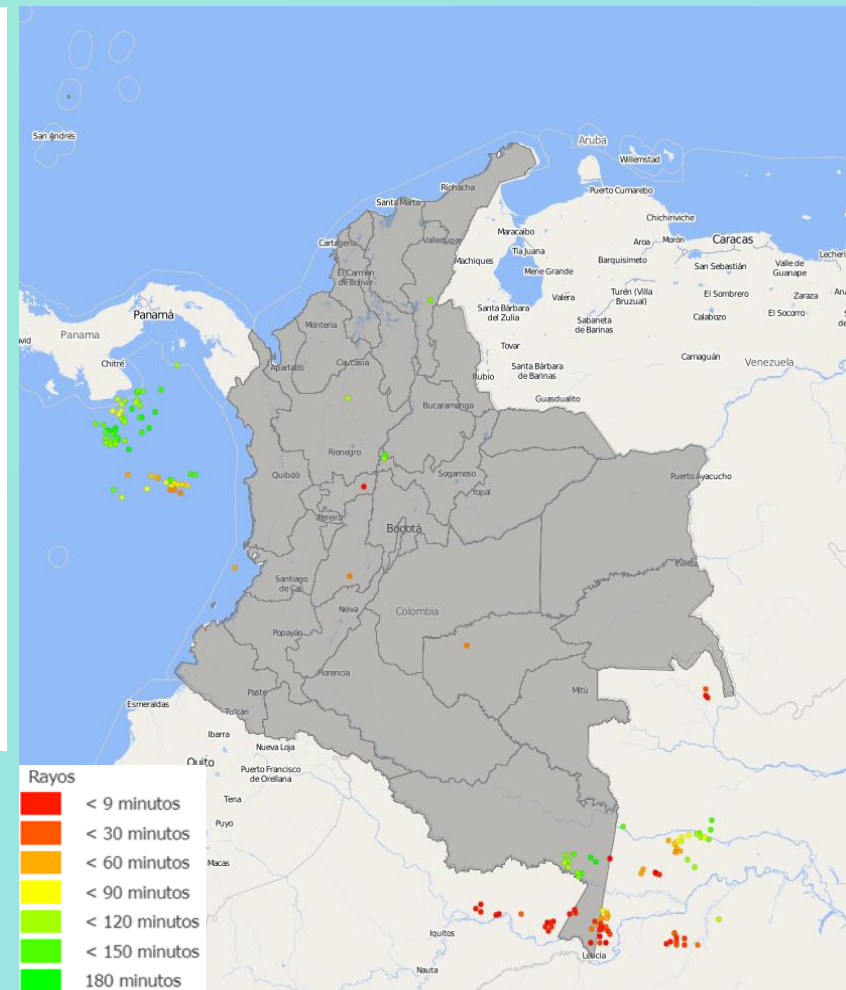 San Andrés
Aruba
Willemstad
Riohacha
Puerto Cumarebo
Santa Marta
Chichiriviche
Cartagena
Valledupar
Maracaibo
Tía Juana
Aroa
Morón
Caracas
Machiques
Mene Grande
Barquisimeto
San Sebastián
Valle de
Guanape
El Carmen
de Bolívar
Valera
Turén (Villa
Bruzual)
El Sombrero
Zaraza
Santa Bárbara
del Zulia
Sabaneta
de Barinas
Calabozo
El Socorro
Panamá
Panama
Montería
Tovar
Camaguán
Venezuela
Chitré
Apartadó
Caucasia
Rubio
Santa Bárbara
de Barinas
Bucaramanga
Guasdualito
Rionegro
Quibdó
Sogamoso
Yopal
Puerto Ayacucho
Pereira
Bogotá
Santiago
de Cali
Neiva
Colombia
Popayán
Florencia
Mitú
Pasto
Esmeraldas
Tulcán
Ibarra
Nueva Loja
Quito
Puerto Francisco
de Orellana
Tena
Puyo
Macas
Iquitos
Nauta
Leticia
Rayos
< 9 minutos
< 30 minutos
< 60 minutos
< 90 minutos
< 120 minutos
< 150 minutos
180 minutos